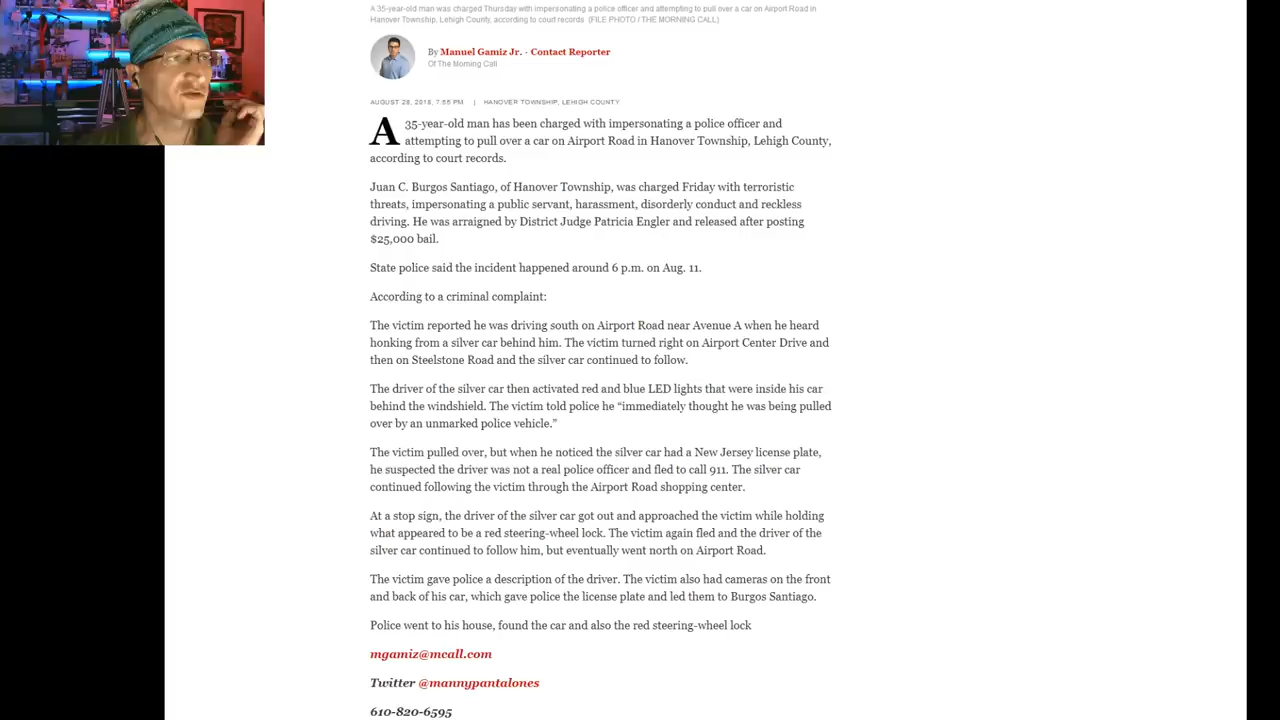 A 35-year-old man was charged Thursday with impersonating a police officer and attempting to pull over a car on Airport Road in
Hanover Township, Lehigh County, according to court records  (FILE PHOTO / THE MORNING CALL)
By Manuel Gamiz Jr. · Contact Reporter
Of The Morning Call
AUGUST 28, 2018, 7:55 PM | HANOVER TOWNSHIP, LEHIGH COUNTY
A 35-year-old man has been charged with impersonating a police officer and
attempting to pull over a car on Airport Road in Hanover Township, Lehigh County,
according to court records.
Juan C. Burgos Santiago, of Hanover Township, was charged Friday with terroristic
threats, impersonating a public servant, harassment, disorderly conduct and reckless
driving. He was arraigned by District Judge Patricia Engler and released after posting
$25,000 bail.
State police said the incident happened around 6 p.m. on Aug. 11.
According to a criminal complaint:
The victim reported he was driving south on Airport Road near Avenue A when he heard
honking from a silver car behind him. The victim turned right on Airport Center Drive and
then on Steelstone Road and the silver car continued to follow.
The driver of the silver car then activated red and blue LED lights that were inside his car
behind the windshield. The victim told police he “immediately thought he was being pulled
over by an unmarked police vehicle.”
The victim pulled over, but when he noticed the silver car had a New Jersey license plate,
he suspected the driver was not a real police officer and fled to call 911. The silver car
continued following the victim through the Airport Road shopping center.
At a stop sign, the driver of the silver car got out and approached the victim while holding
what appeared to be a red steering-wheel lock. The victim again fled and the driver of the
silver car continued to follow him, but eventually went north on Airport Road.
The victim gave police a description of the driver. The victim also had cameras on the front
and back of his car, which gave police the license plate and led them to Burgos Santiago.
Police went to his house, found the car and also the red steering-wheel lock
mgamiz@mcall.com
Twitter @mannypantalones
610-820-6595